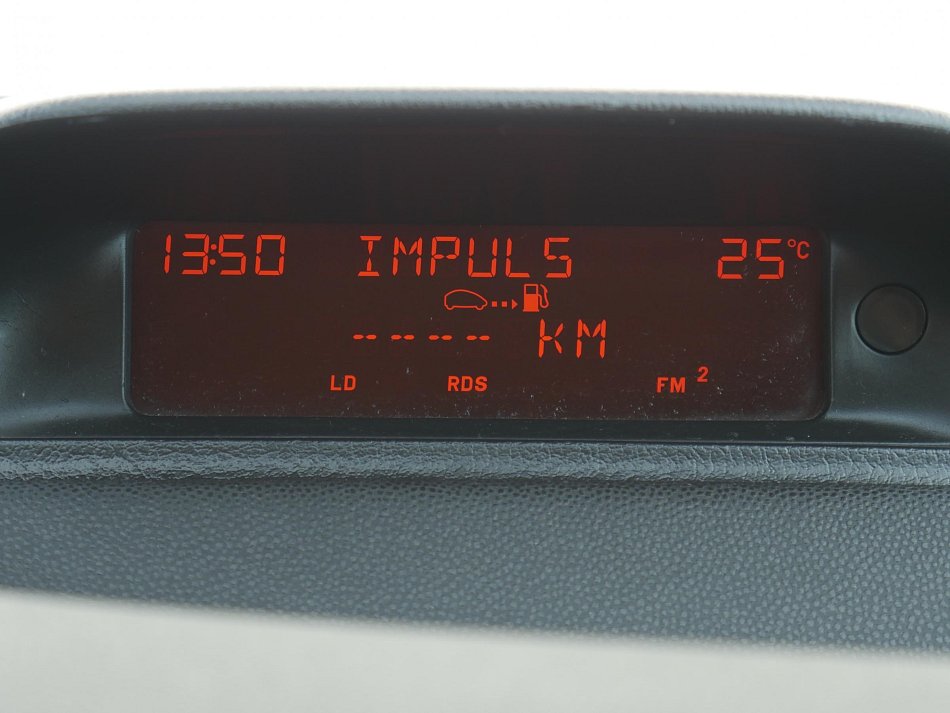 13:50 IMPULS 25°C
-- -- -- -- KM
LD RDS FM 2